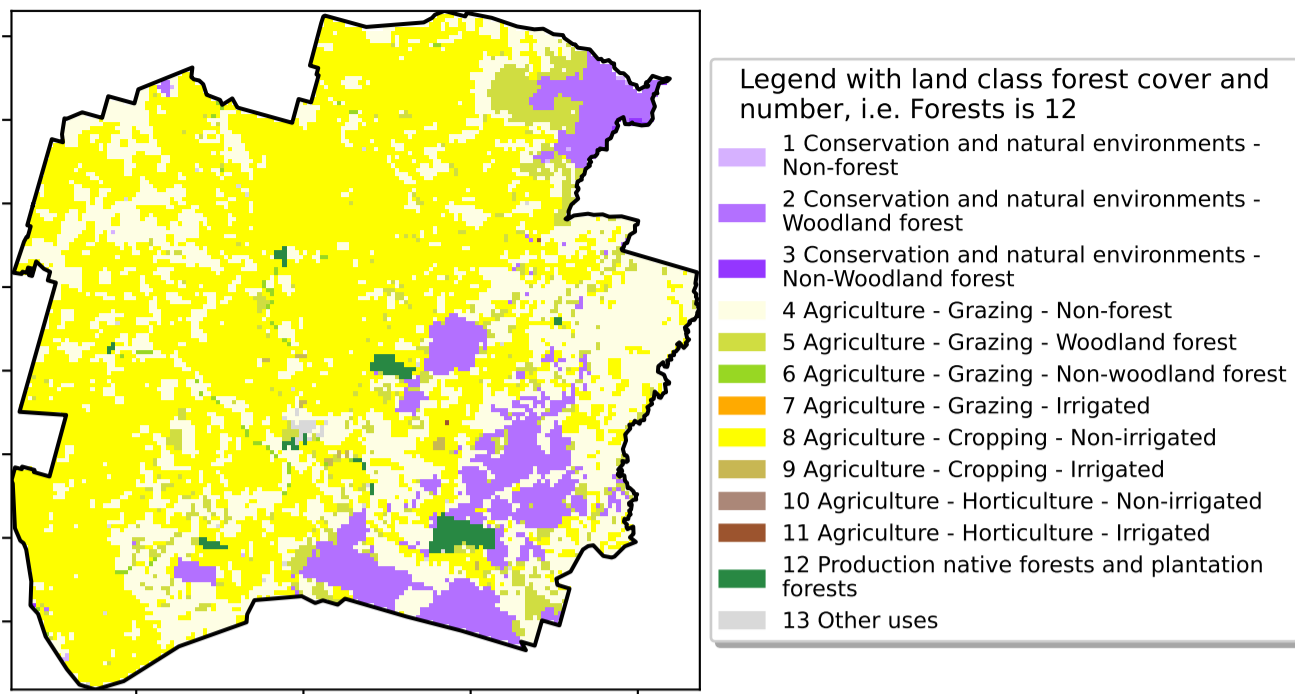 Legend with land class forest cover and
number, i.e. Forests is 12
1 Conservation and natural environments -
Non-forest
2 Conservation and natural environments -
Woodland forest
3 Conservation and natural environments -
Non-Woodland forest
4 Agriculture - Grazing - Non-forest
5 Agriculture - Grazing - Woodland forest
6 Agriculture - Grazing - Non-woodland forest
7 Agriculture - Grazing - Irrigated
8 Agriculture - Cropping - Non-irrigated
9 Agriculture - Cropping - Irrigated
10 Agriculture - Horticulture - Non-irrigated
11 Agriculture - Horticulture - Irrigated
12 Production native forests and plantation
forests
13 Other uses